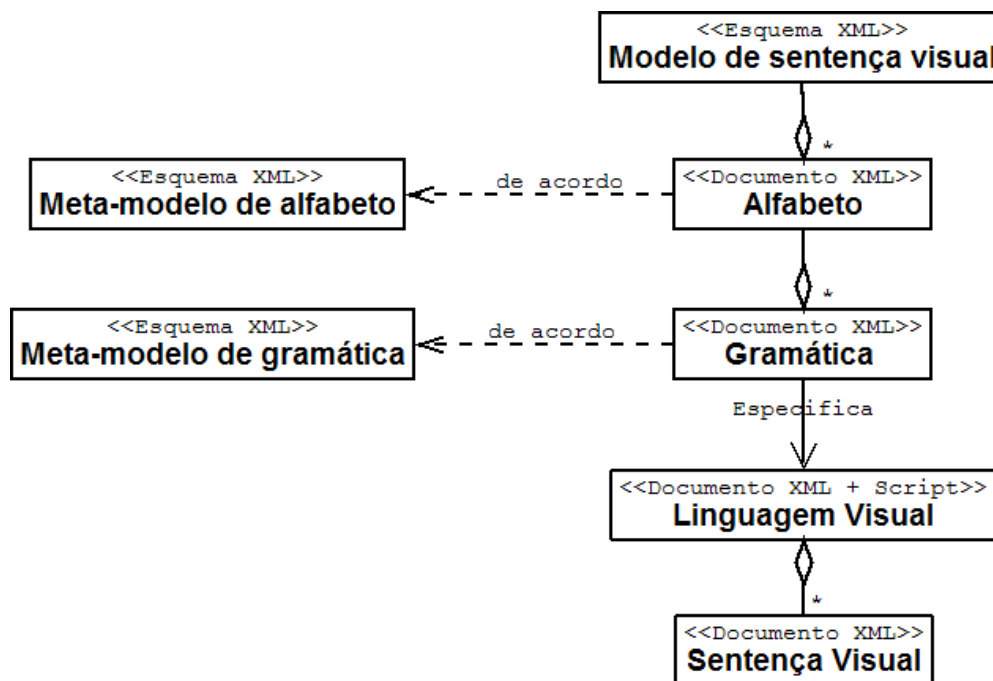 <<Esquema XML>>
Modelo de sentença visual
*
<<Esquema XML>>
Meta-modelo de alfabeto
de acordo
<<Documento XML>>
Alfabeto
*
<<Esquema XML>>
Meta-modelo de gramática
de acordo
<<Documento XML>>
Gramática
Especifica
<<Documento XML + Script>>
Linguagem Visual
*
<<Documento XML>>
Sentença Visual